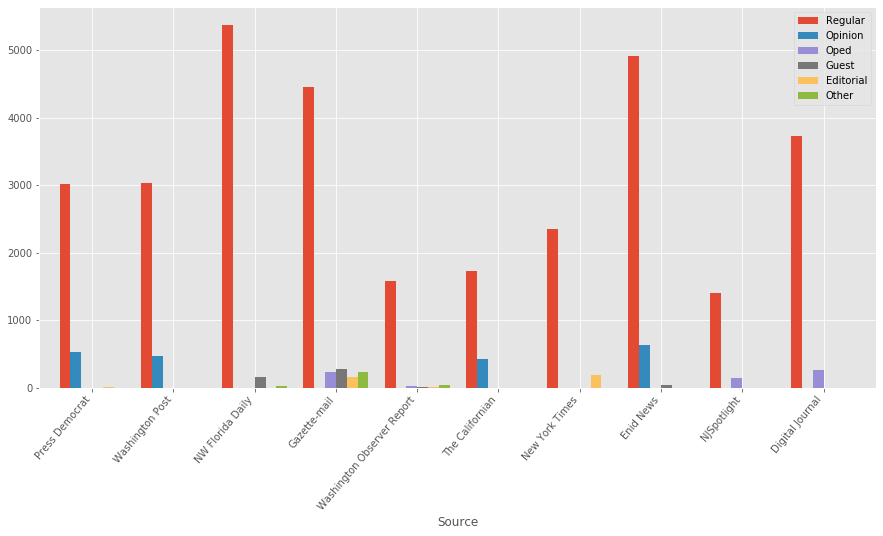 Regular
Opinion
Oped
Guest
Editorial
Other
5000
4000
3000
2000
1000
0
Press Democrat
Washington Post
NW Florida Daily
Gazette-mail
Washington Observer Report
The Californian
New York Times
Enid News
NJSpotlight
Digital Journal
Source